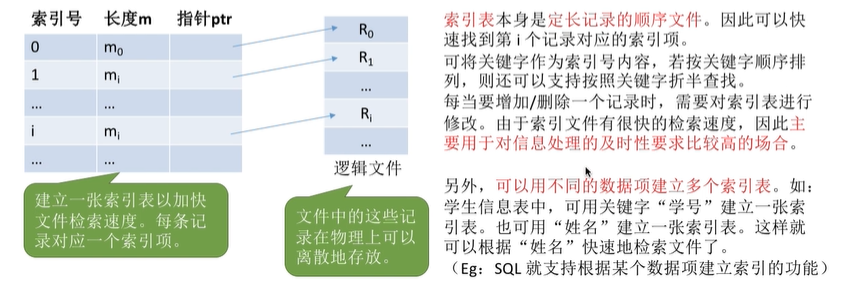 索引号 长度m 指针ptr
0 m₀
1 mᵢ
... ...
i mᵢ
... ...
R₀
R₁
...
Rᵢ
...
逻辑文件
建立一张索引表以加快
文件检索速度。每条记
录对应一个索引项。
文件中的这些记
录在物理上可以
离散地存放。
索引表本身是定长记录的顺序文件。因此可以快
速找到第 i 个记录对应的索引项。
可将关键字作为索引号内容，若按关键字顺序排
列，则还可以支持按照关键字折半查找。
每当要增加/删除一个记录时，需要对索引表进行
修改。由于索引文件有很快的检索速度，因此主
要用于对信息处理的及时性要求比较高的场合。
另外，可以用不同的数据项建立多个索引表。如：
学生信息表中，可用关键字“学号”建立一张索
引表。也可用“姓名”建立一张索引表。这样就
可以根据“姓名”快速地检索文件了。
（Eg：SQL 就支持根据某个数据项建立索引的功能）